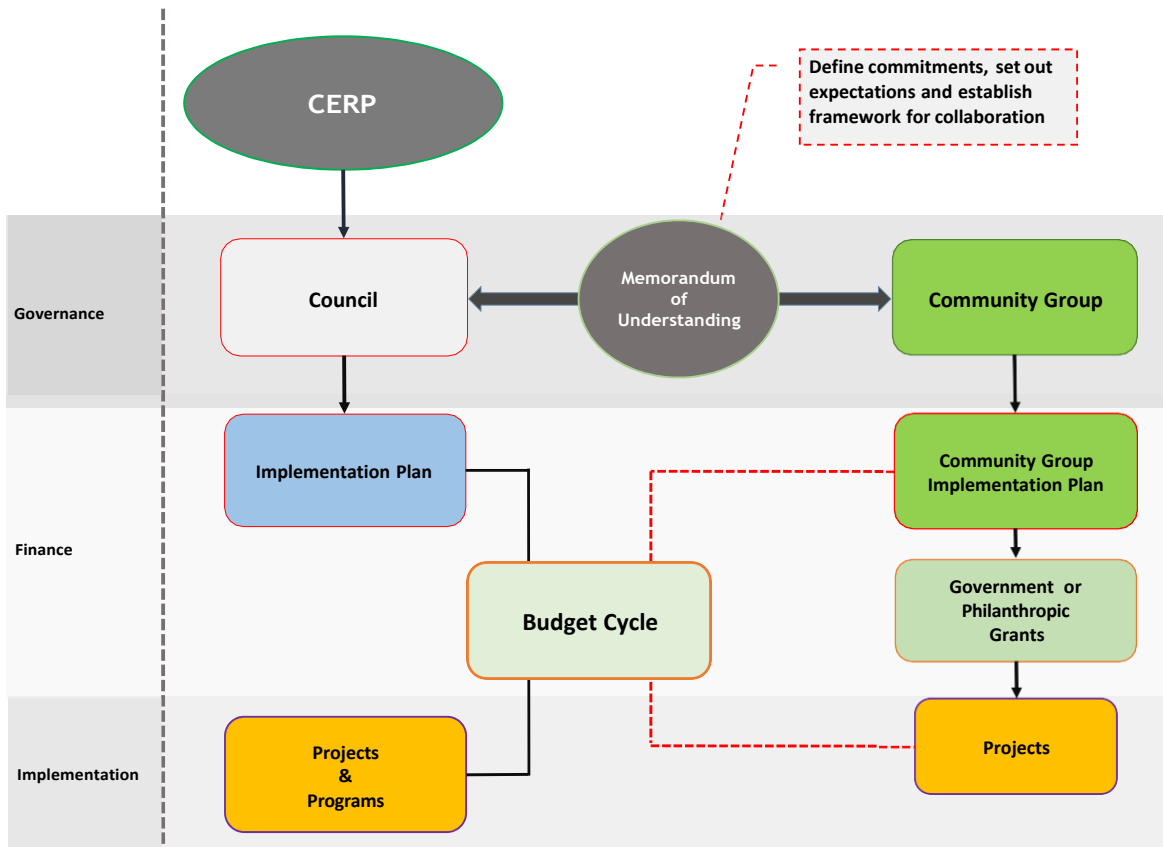 CERP
Define commitments, set out
expectations and establish
framework for collaboration
Governance
Council
Memorandum
of
Understanding
Community Group
Finance
Implementation Plan
Community Group
Implementation Plan
Budget Cycle
Government or
Philanthropic
Grants
Implementation
Projects
&
Programs
Projects